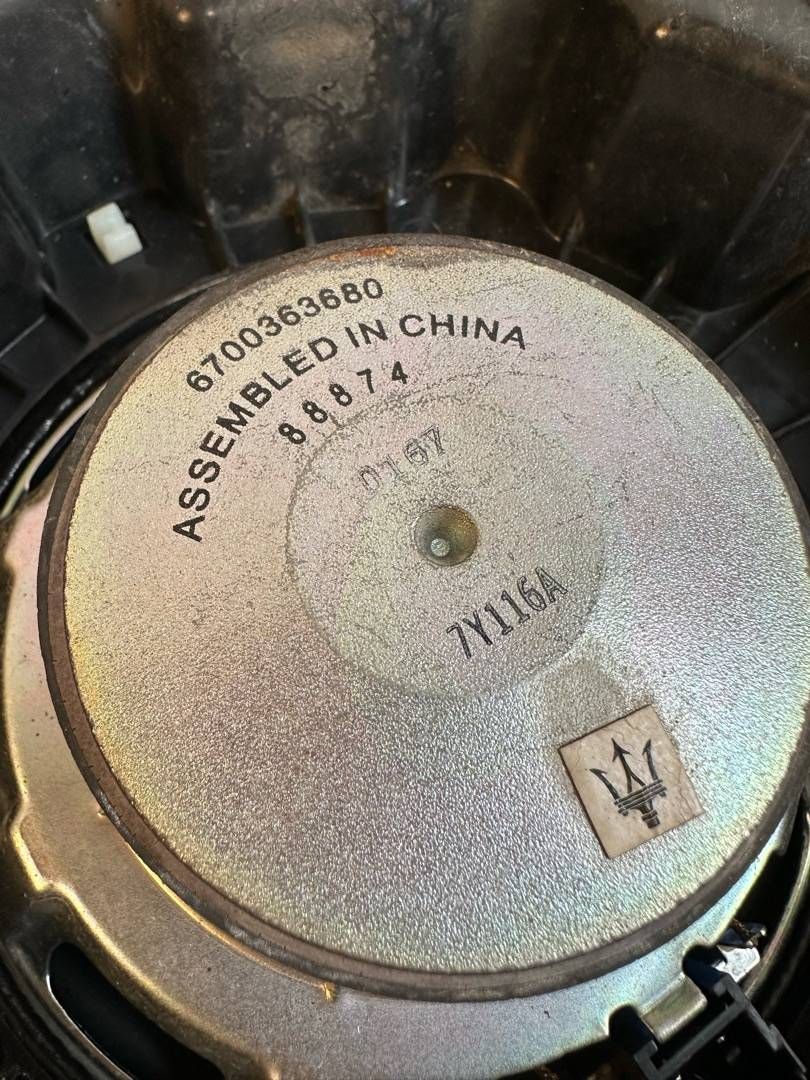 6700363680
ASSEMBLED IN CHINA
88874
0167
7Y116A